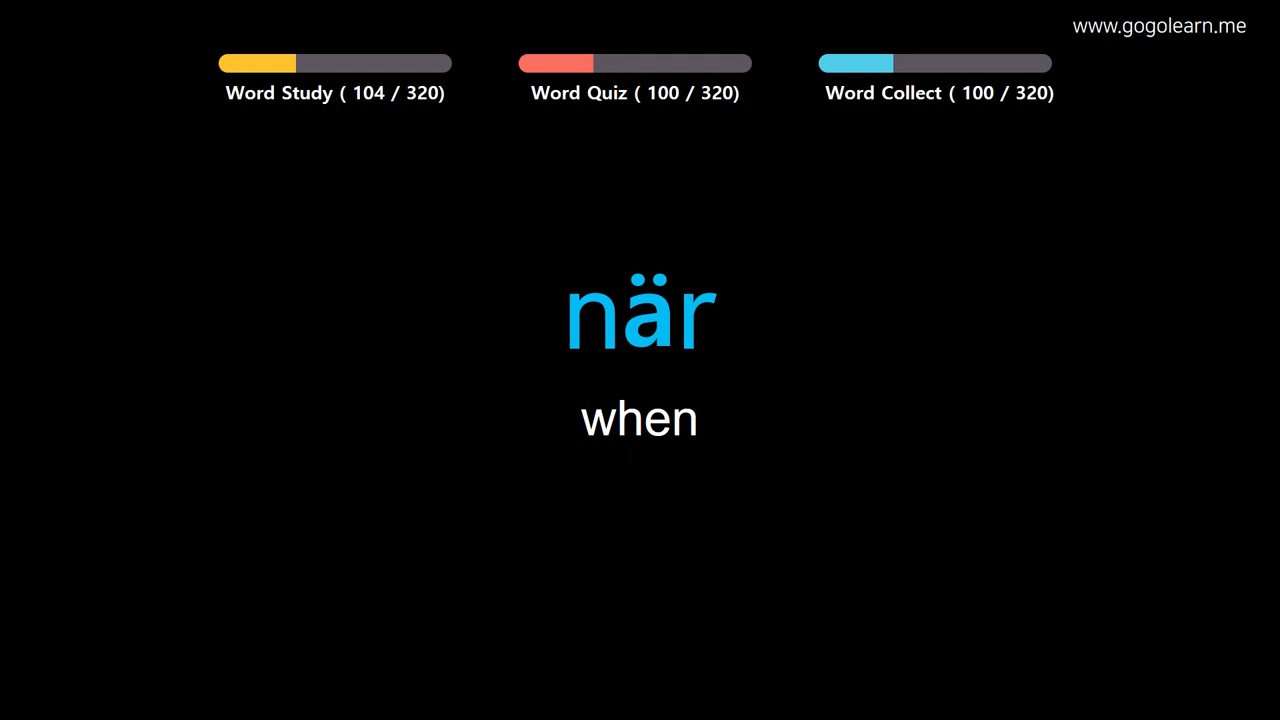 www.gogolearn.me
Word Study ( 104 / 320)
Word Quiz ( 100 / 320)
Word Collect ( 100 / 320)
när
when